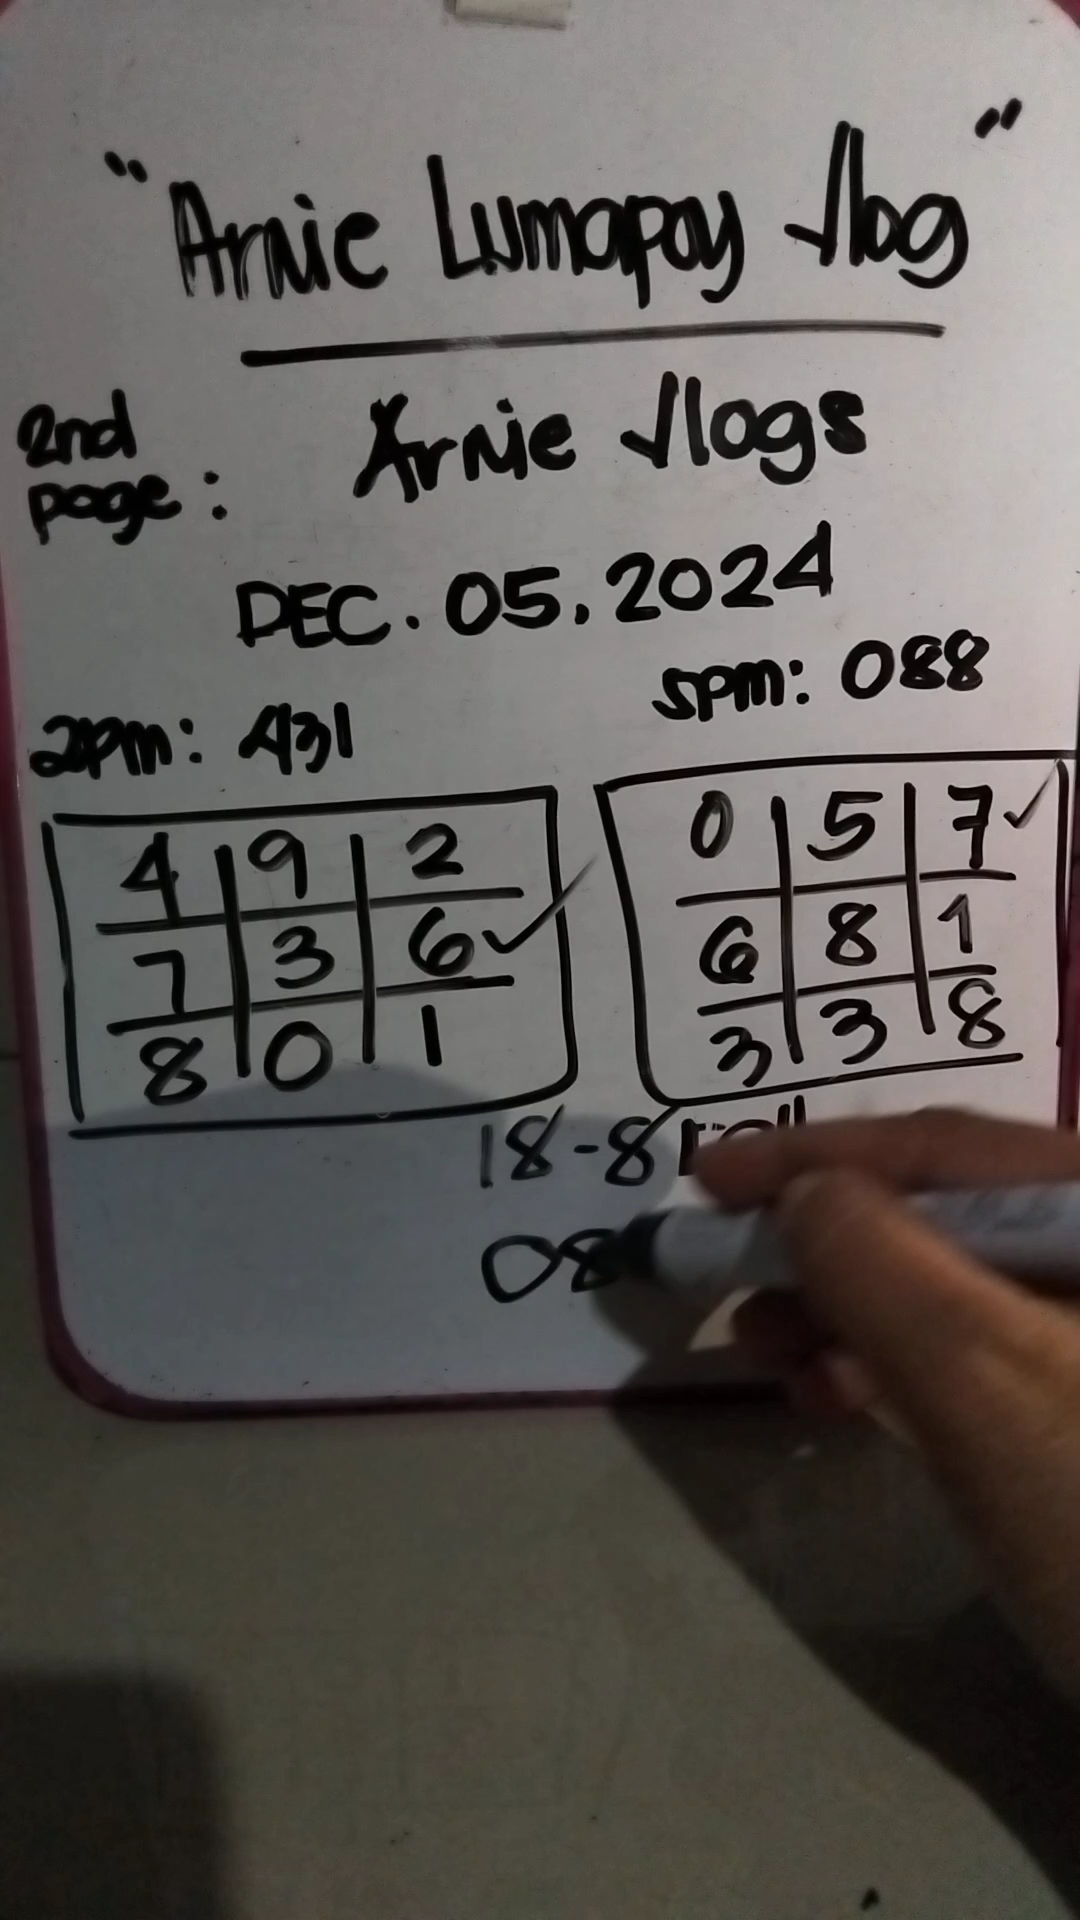 "Arnie Lumapay Vlog"
2nd page: Arnie Vlogs
DEC. 05, 2024
2pm: 431
5pm: 088
4 9 2
7 3 6
8 0 1
0 5 7
6 8 1
3 3 8
18-8
08